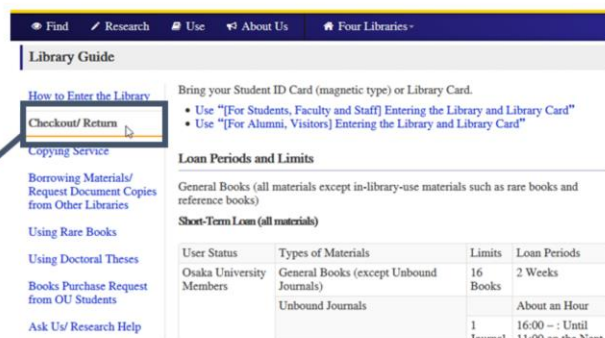 Find Research Use About Us Four Libraries
Library Guide
How to Enter the Library
Checkout/ Return
Copying Service
Borrowing Materials/
Request Document Copies
from Other Libraries
Using Rare Books
Using Doctoral Theses
Books Purchase Request
from OU Students
Ask Us/ Research Help
Bring your Student ID Card (magnetic type) or Library Card.
• Use “[For Students, Faculty and Staff] Entering the Library and Library Card”
• Use “[For Alumni, Visitors] Entering the Library and Library Card”
Loan Periods and Limits
General Books (all materials except in-library-use materials such as rare books and
reference books)
Short-Term Loan (all materials)
User Status Types of Materials Limits Loan Periods
Osaka University General Books (except Unbound 16 2 Weeks
Members Journals) Books
Unbound Journals About an Hour
1 16:00 – : Until
Journal 11:00 on the Next